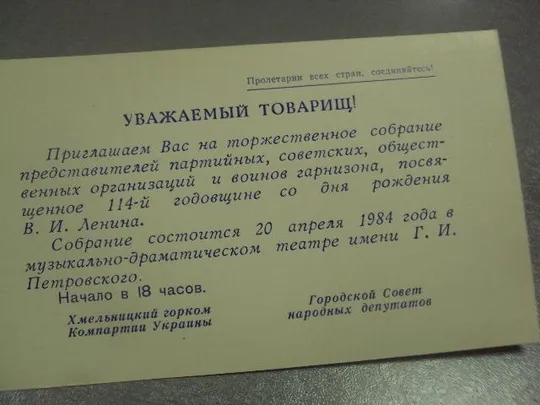 Пролетарии всех стран, соединяйтесь!
УВАЖАЕМЫЙ ТОВАРИЩ!
Приглашаем Вас на торжественное собрание
представителей партийных, советских, общест-
венных организаций и воинов гарнизона, посвя-
щенное 114-й годовщине со дня рождения
В. И. Ленина.
Собрание состоится 20 апреля 1984 года в
музыкально-драматическом театре имени Г. И.
Петровского.
Начало в 18 часов.
Хмельницкий горком
Компартии Украины
Городской Совет
народных депутатов